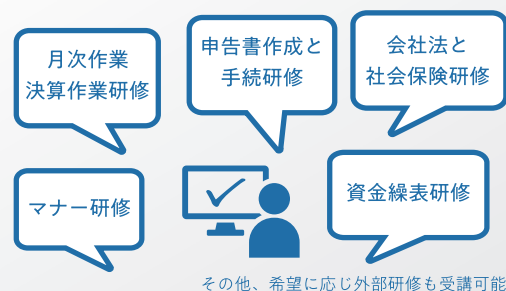 月次作業
決算作業研修
申告書作成と
手続研修
会社法と
社会保険研修
マナー研修
資金繰表研修
その他、希望に応じ外部研修も受講可能